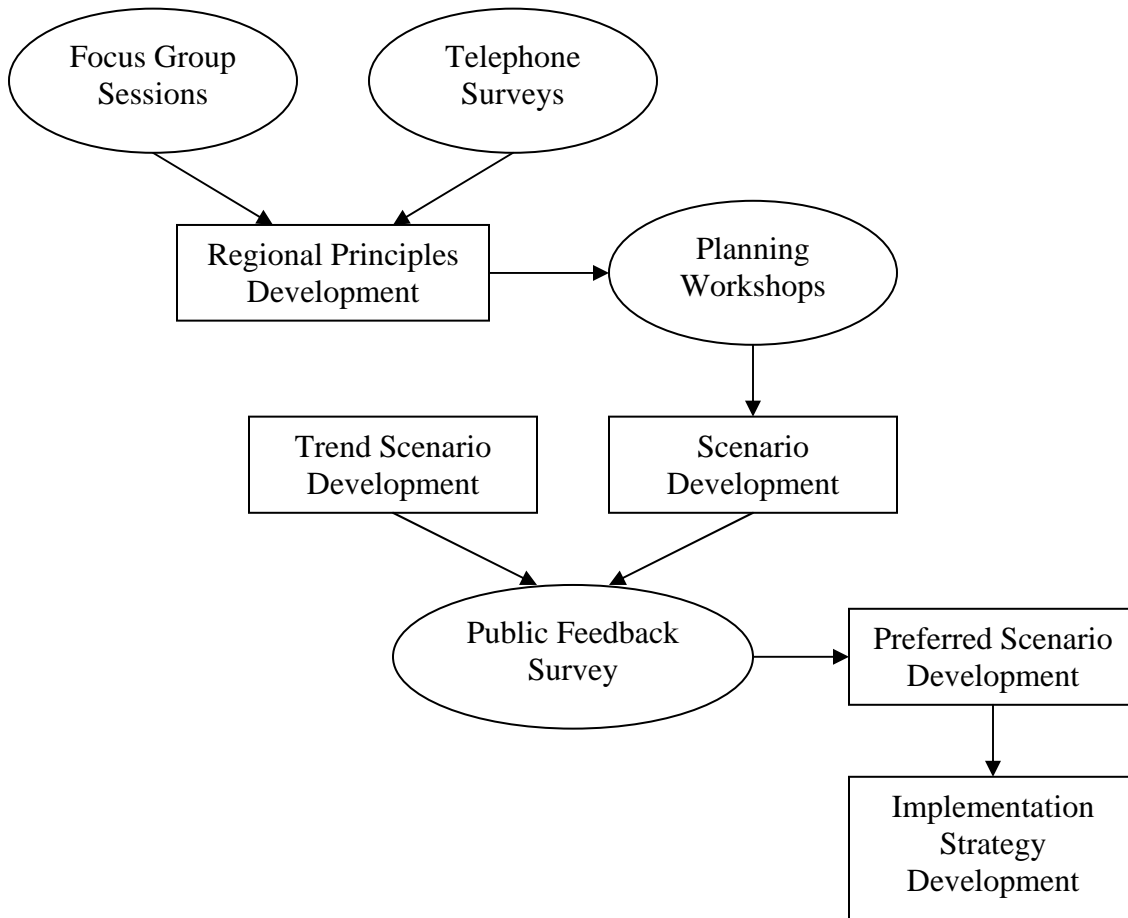 Focus Group
Sessions
Telephone
Surveys
Regional Principles
Development
Planning
Workshops
Trend Scenario
Development
Scenario
Development
Public Feedback
Survey
Preferred Scenario
Development
Implementation
Strategy
Development